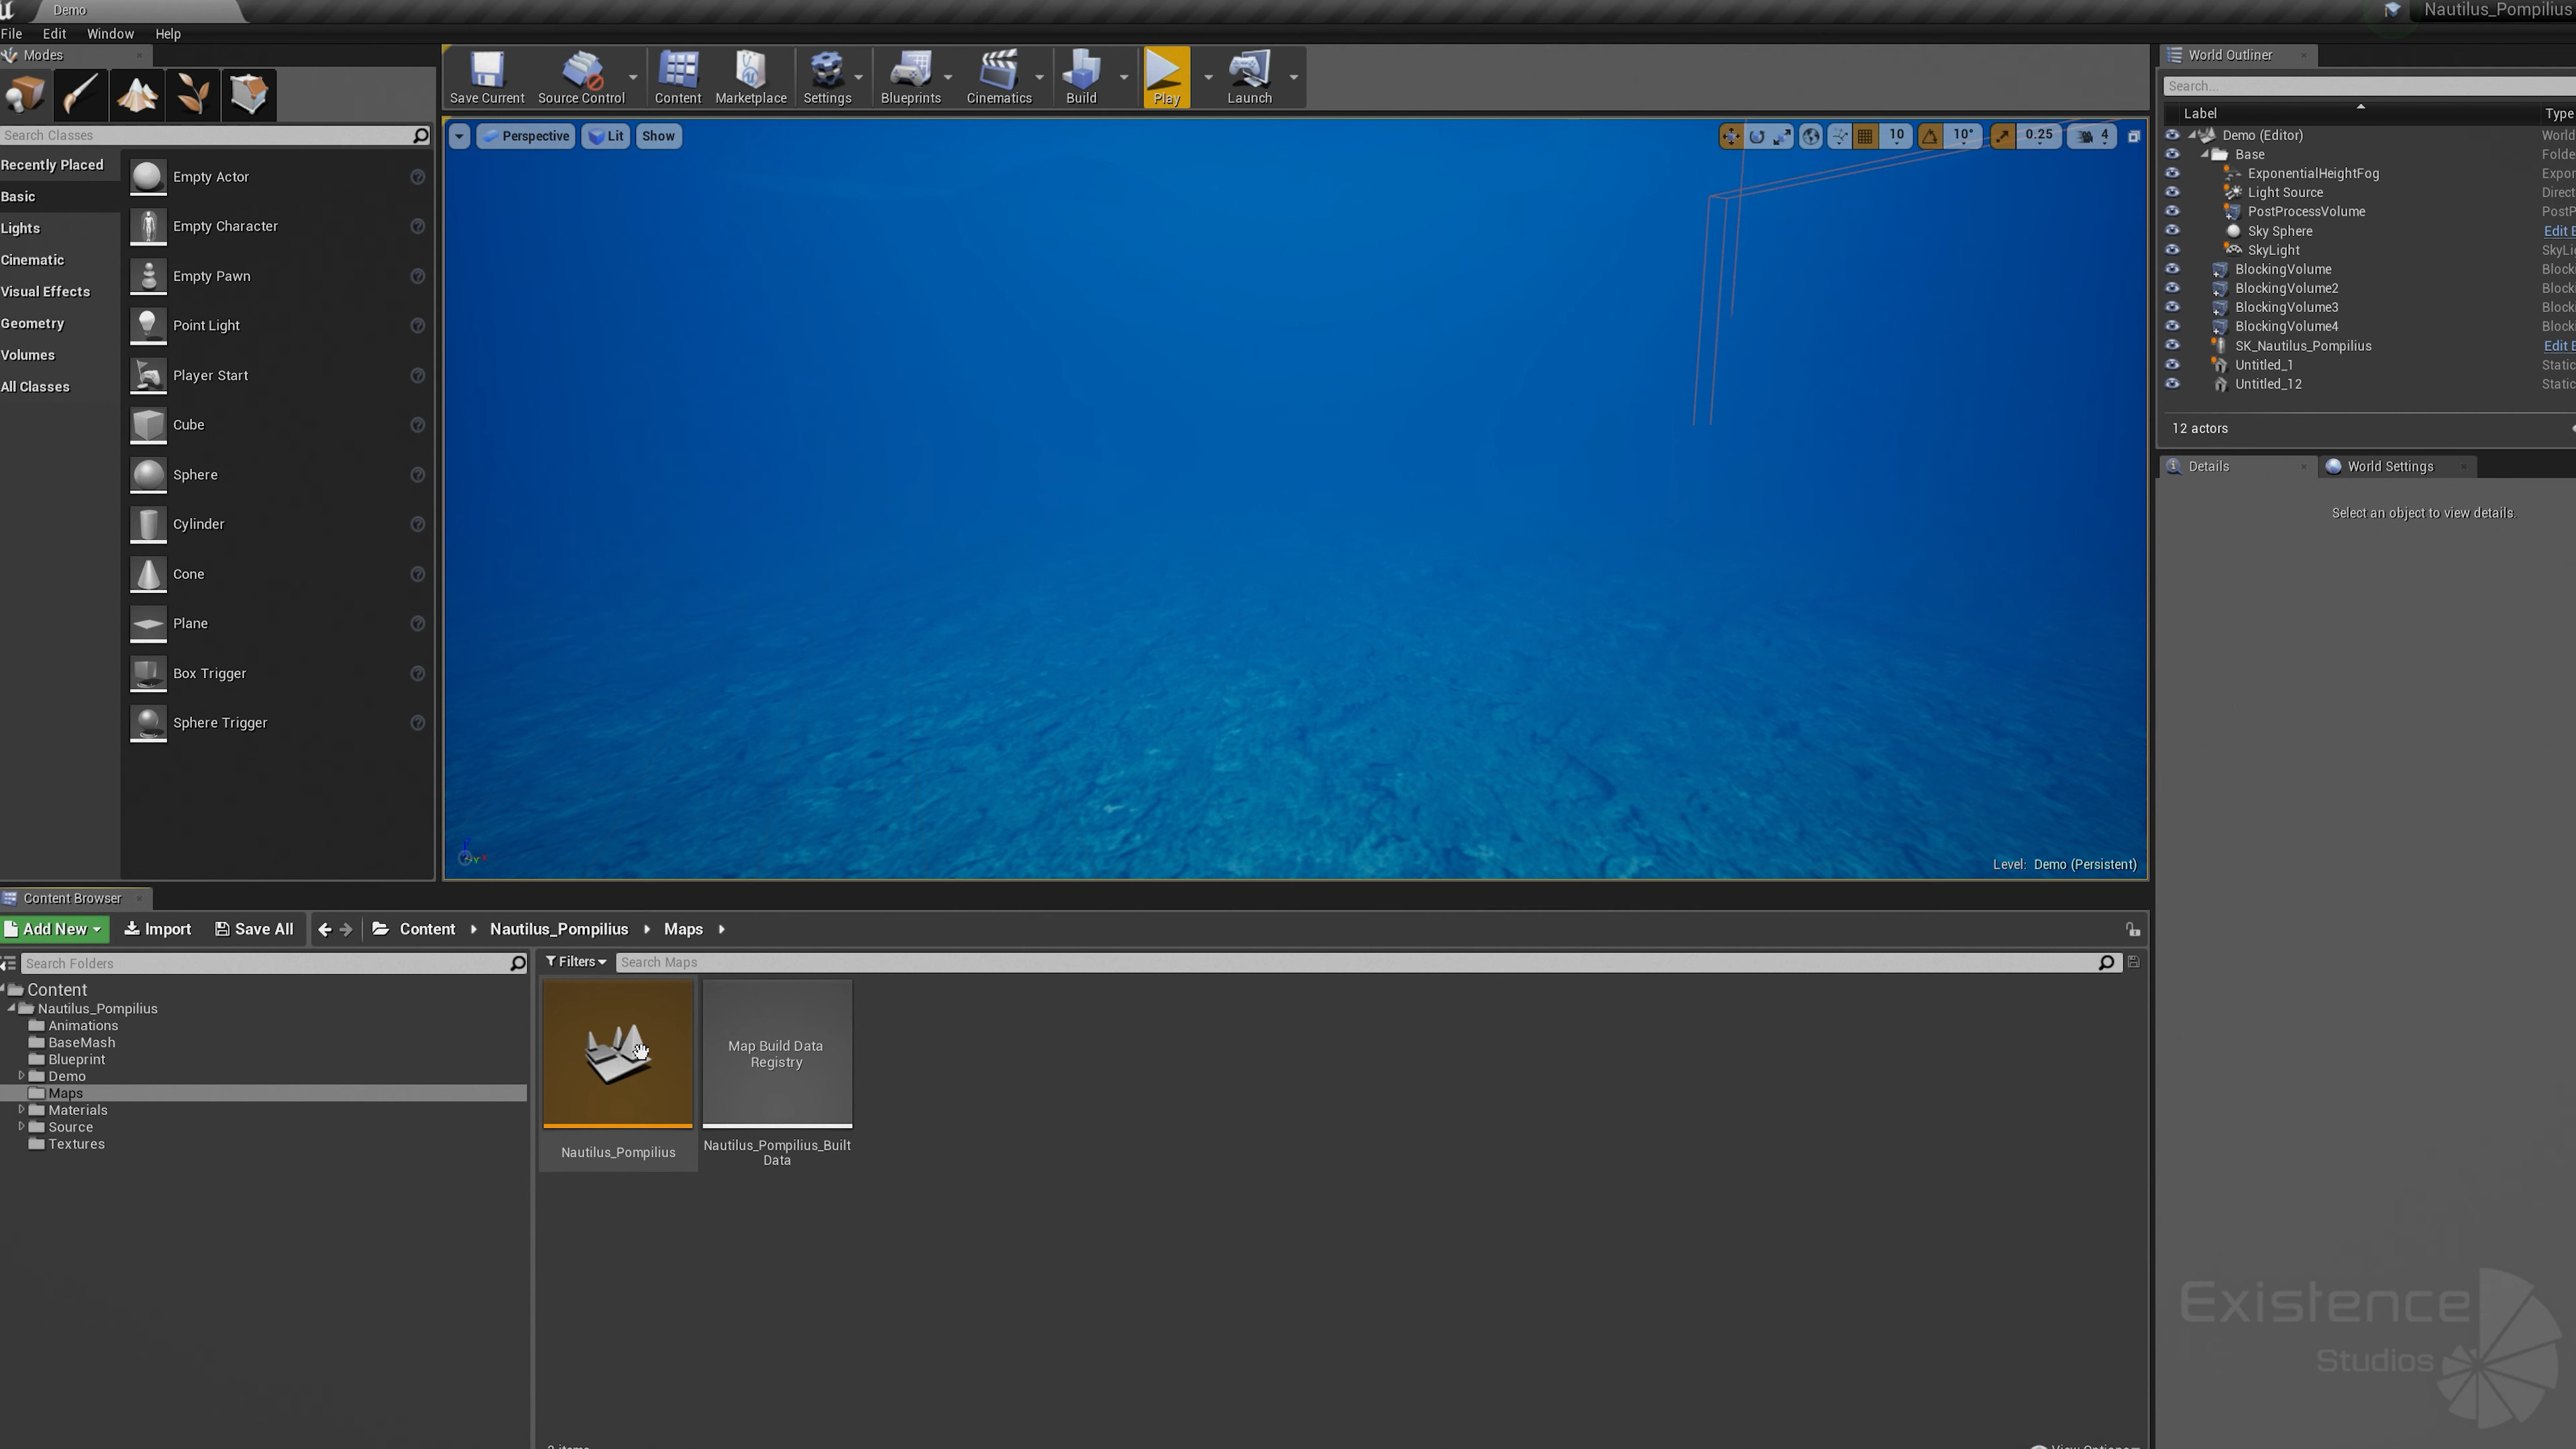 Demo
Nautilus_Pompilius
File Edit Window Help
Modes
Search Classes
Recently Placed
Basic
Lights
Cinematic
Visual Effects
Geometry
Volumes
All Classes
Empty Actor
Empty Character
Empty Pawn
Point Light
Player Start
Cube
Sphere
Cylinder
Cone
Plane
Box Trigger
Sphere Trigger
Save Current Source Control Content Marketplace Settings Blueprints Cinematics Build Play Launch
Perspective Lit Show
10 10° 0.25 4
Level: Demo (Persistent)
World Outliner
Search...
Label Type
Demo (Editor) World
Base Folde
ExponentialHeightFog Expon
Light Source Direct
PostProcessVolume PostP
Sky Sphere Edit E
SkyLight SkyLi
BlockingVolume Blocki
BlockingVolume2 Blocki
BlockingVolume3 Blocki
BlockingVolume4 Blocki
SK_Nautilus_Pompilius Edit E
Untitled_1 Static
Untitled_12 Static
12 actors
Details World Settings
Select an object to view details.
Content Browser
Add New Import Save All Content Nautilus_Pompilius Maps
Search Folders
Content
Nautilus_Pompilius
Animations
BaseMash
Blueprint
Demo
Maps
Materials
Source
Textures
Filters Search Maps
Map Build Data
Registry
Nautilus_Pompilius
Nautilus_Pompilius_Built
Data
Existence
Studios